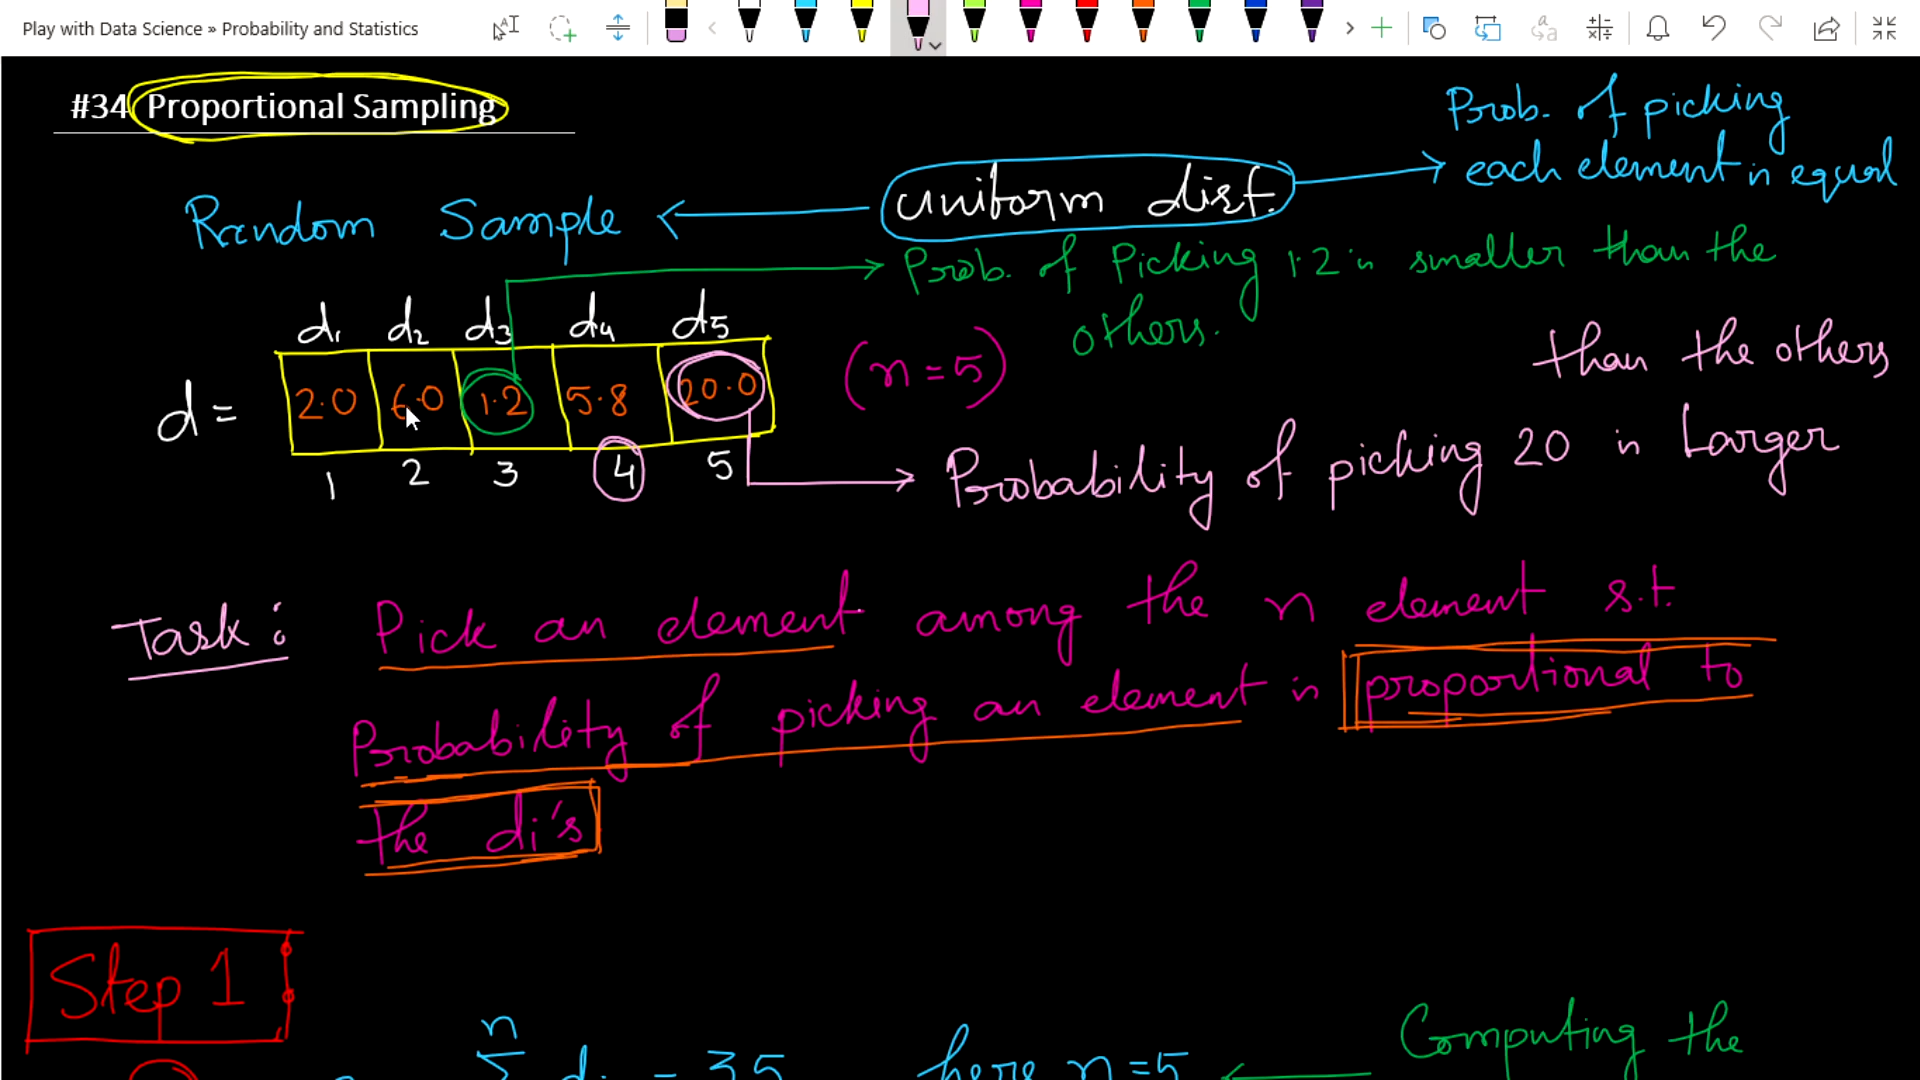 Play with Data Science » Probability and Statistics
#34 Proportional Sampling
Prob. of picking
each element is equal
uniform dist.
Random Sample
Prob. of Picking 1.2 is smaller than the
others.
d1 d2 d3 d4 d5
d = 2.0 6.0 1.2 5.8 20.0
(n = 5)
1 2 3 4 5
than the others
Probability of picking 20 is Larger
Task: Pick an element among the n element s.t.
Probability of picking an element is proportional to
the di's
Step 1
n
Σ di = 35 here n=5
Computing the